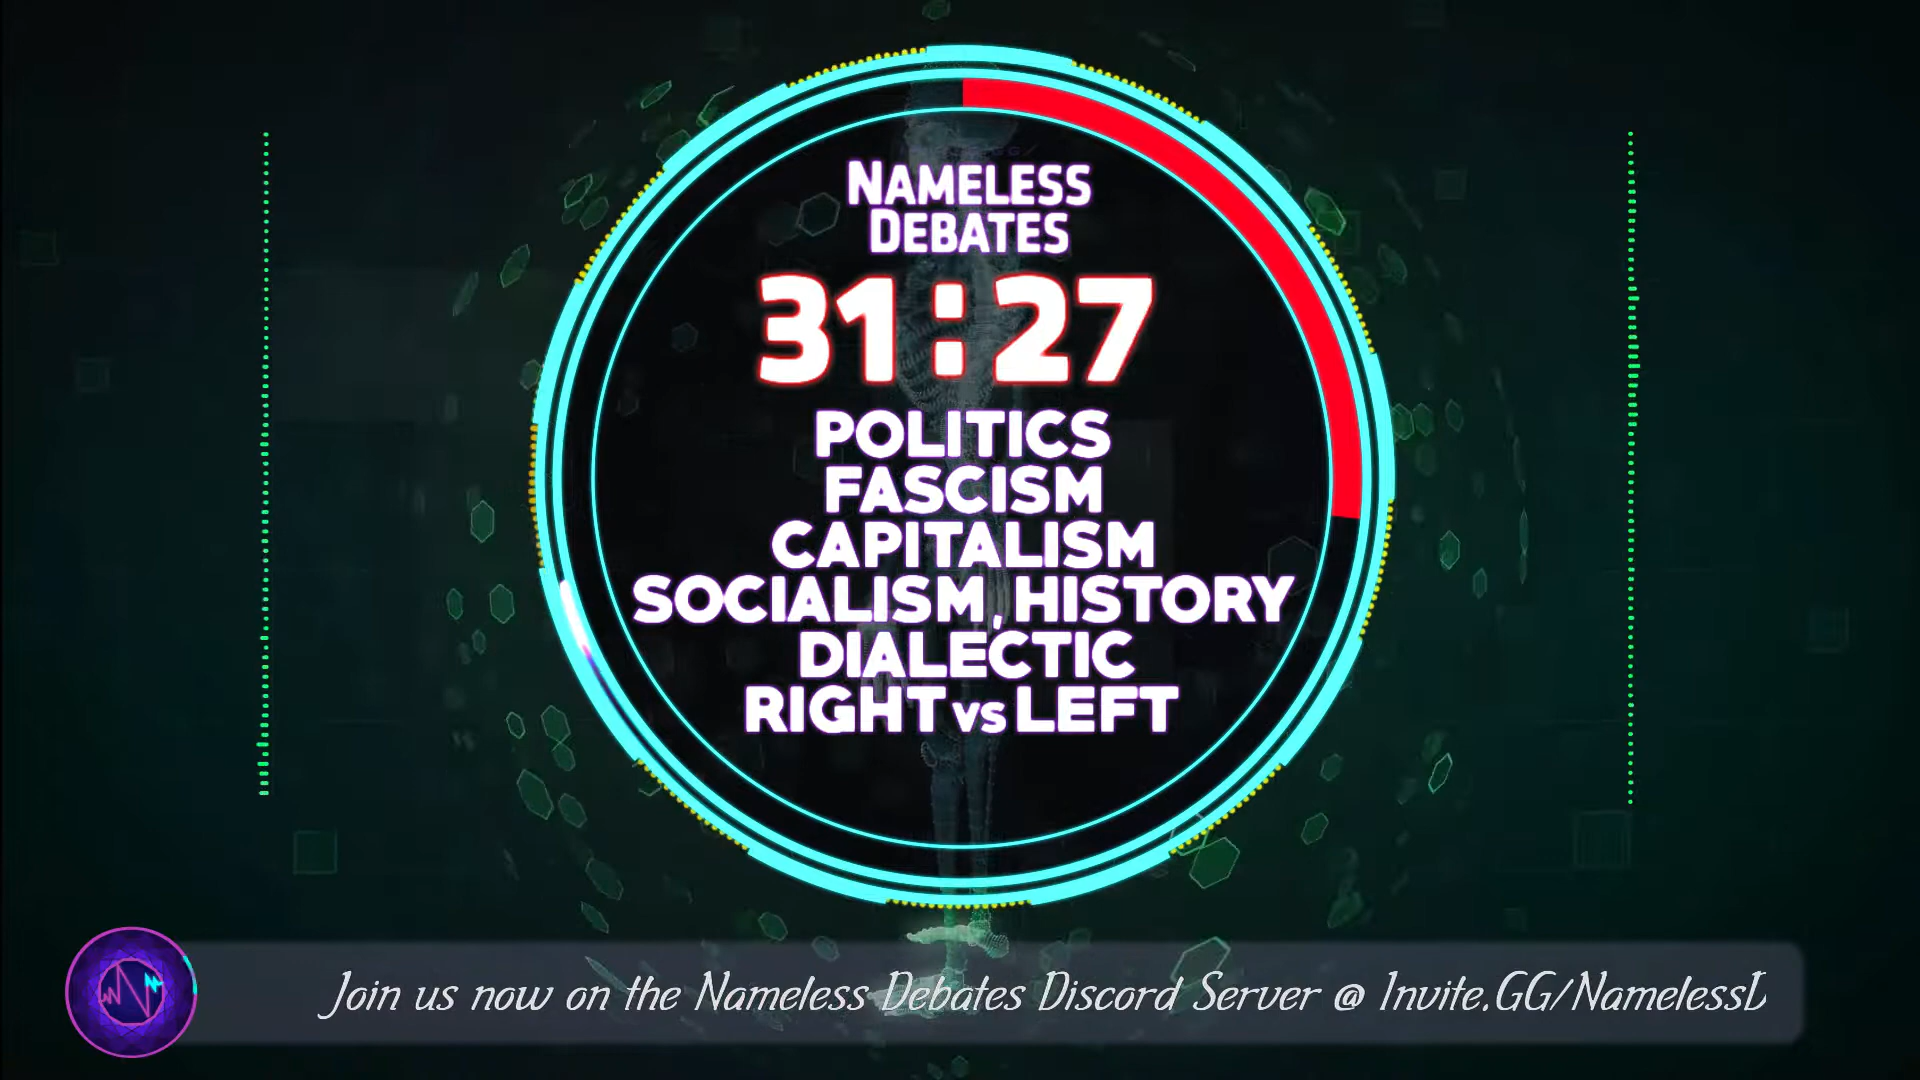 NAMELESS
DEBATES
31:27
POLITICS
FASCISM
CAPITALISM
SOCIALISM, HISTORY
DIALECTIC
RIGHT vs LEFT
Join us now on the Nameless Debates Discord Server @ Invite.GG/Nameless